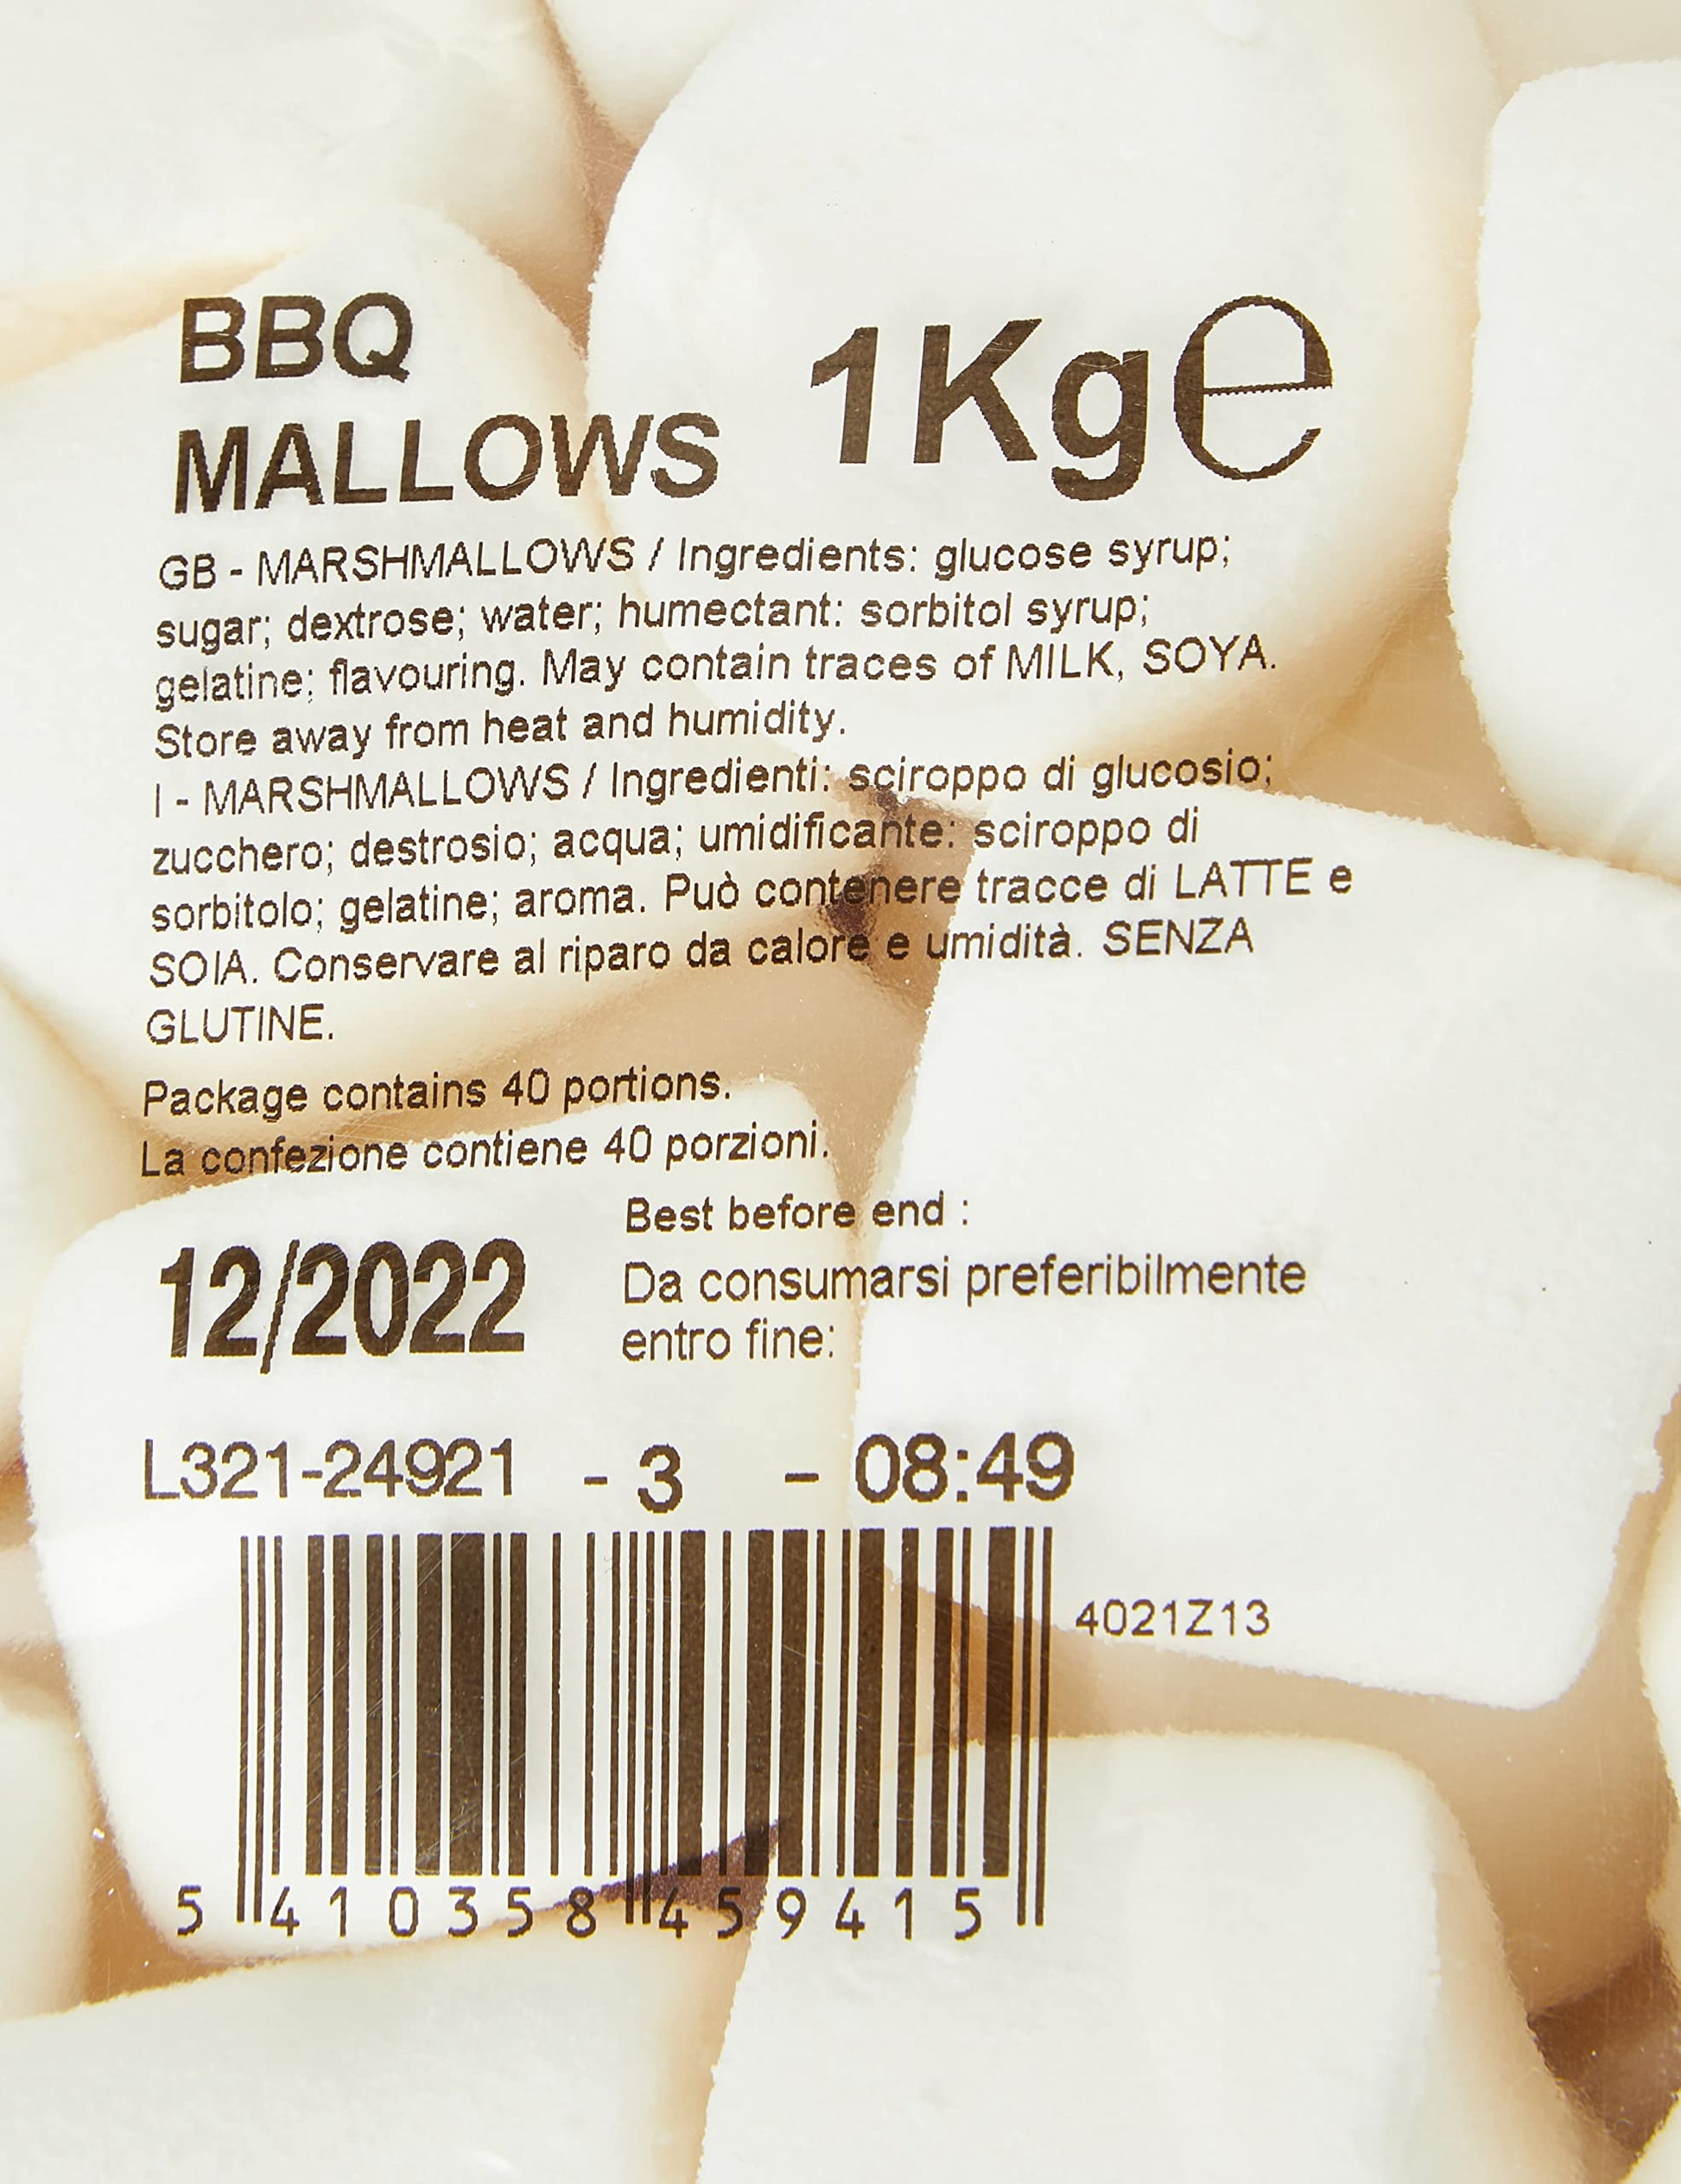 BBQ
MALLOWS
1Kg e
GB - MARSHMALLOWS / Ingredients: glucose syrup;
sugar; dextrose; water; humectant: sorbitol syrup;
gelatine; flavouring. May contain traces of MILK, SOYA.
Store away from heat and humidity.
I - MARSHMALLOWS / Ingredienti: sciroppo di glucosio;
zucchero; destrosio; acqua; umidificante: sciroppo di
sorbitolo; gelatine; aroma. Può contenere tracce di LATTE e
SOIA. Conservare al riparo da calore e umidità. SENZA
GLUTINE.
Package contains 40 portions.
La confezione contiene 40 porzioni.
Best before end :
12/2022
Da consumarsi preferibilmente
entro fine:
L321-24921 - 3 - 08:49
4021Z13
5 410358 459415